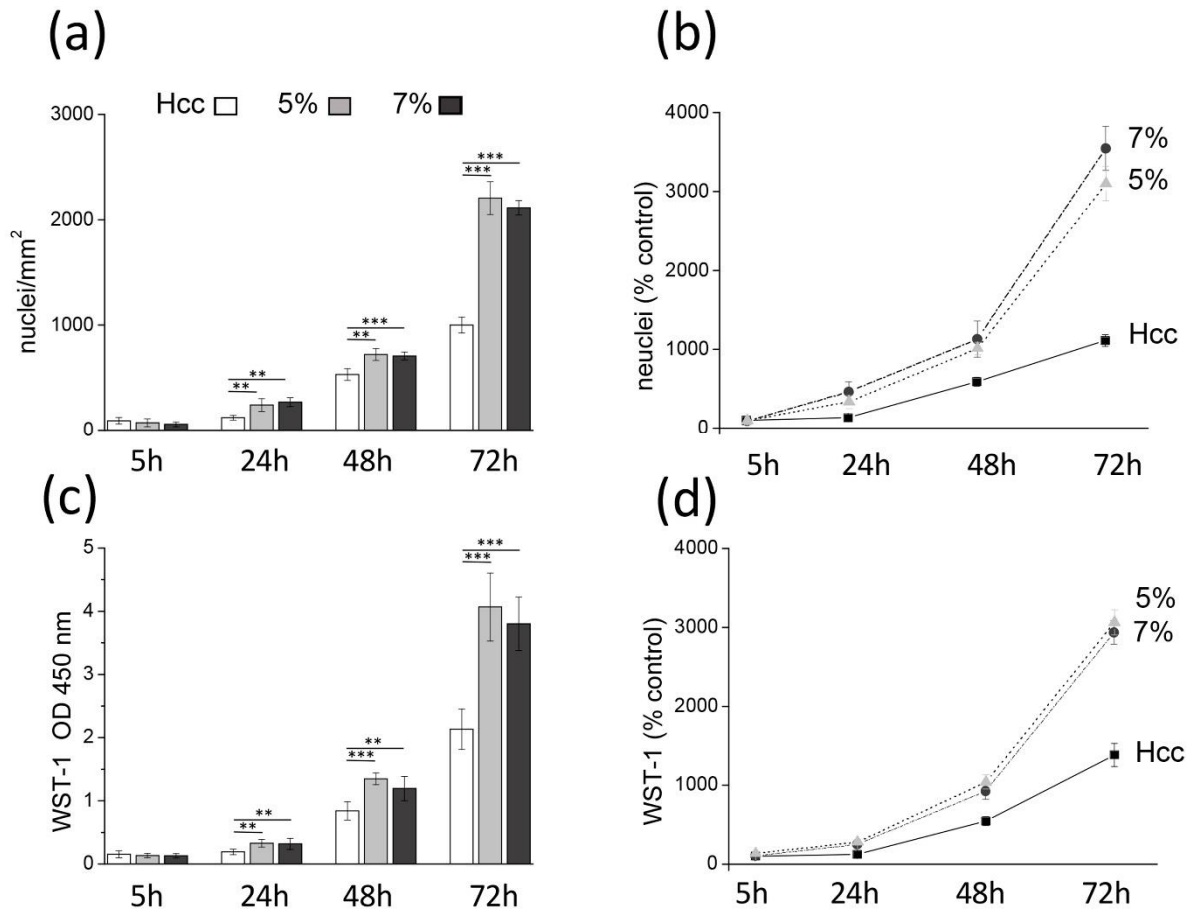 (a)
Hcc 5% 7%
3000
2000
1000
0
nuclei/mm²
** **
** ***
*** ***
5h 24h 48h 72h
(b)
4000
3000
2000
1000
0
neuclei (% control)
7%
5%
Hcc
5h 24h 48h 72h
(c)
5
4
3
2
1
0
WST-1 OD 450 nm
** **
*** **
*** ***
5h 24h 48h 72h
(d)
4000
3000
2000
1000
0
WST-1 (% control)
5%
7%
Hcc
5h 24h 48h 72h